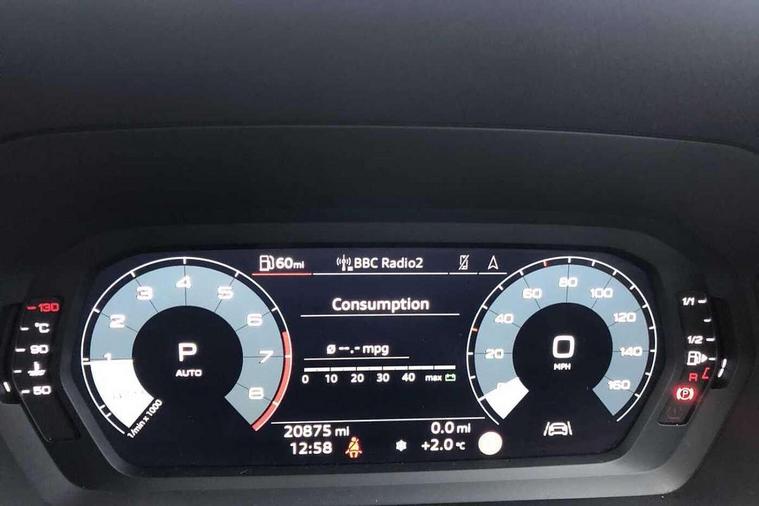 60mi
BBC Radio2
Consumption
ø --.- mpg
0 10 20 30 40 max
20875 mi
0.0 mi
12:58
+2.0 °C
1 2 3 4 5 6 7 8
P
AUTO
1/min x 1000
20 40 60 80 100 120 140 160
0
MPH
130
°C
90
50
1/1
1/2
R
P